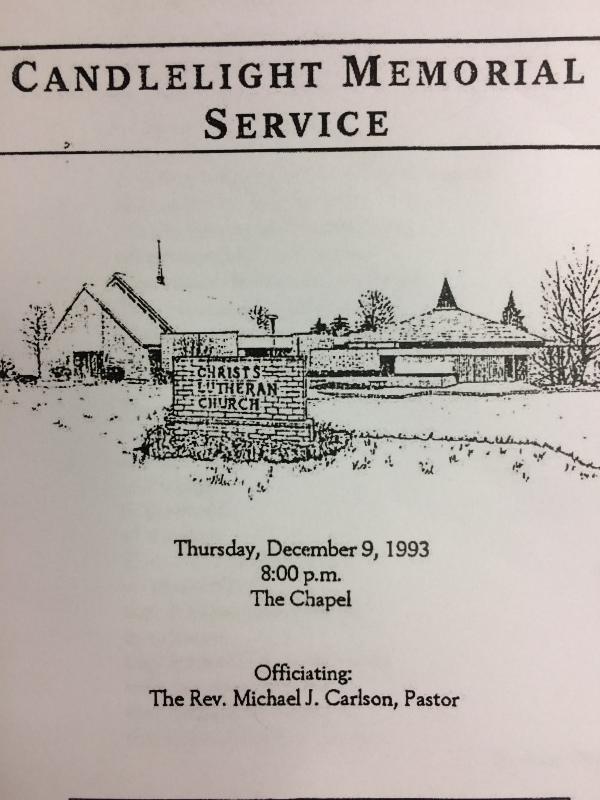 CANDLELIGHT MEMORIAL
SERVICE
CHRISTS
LUTHERAN
CHURCH
Thursday, December 9, 1993
8:00 p.m.
The Chapel
Officiating:
The Rev. Michael J. Carlson, Pastor